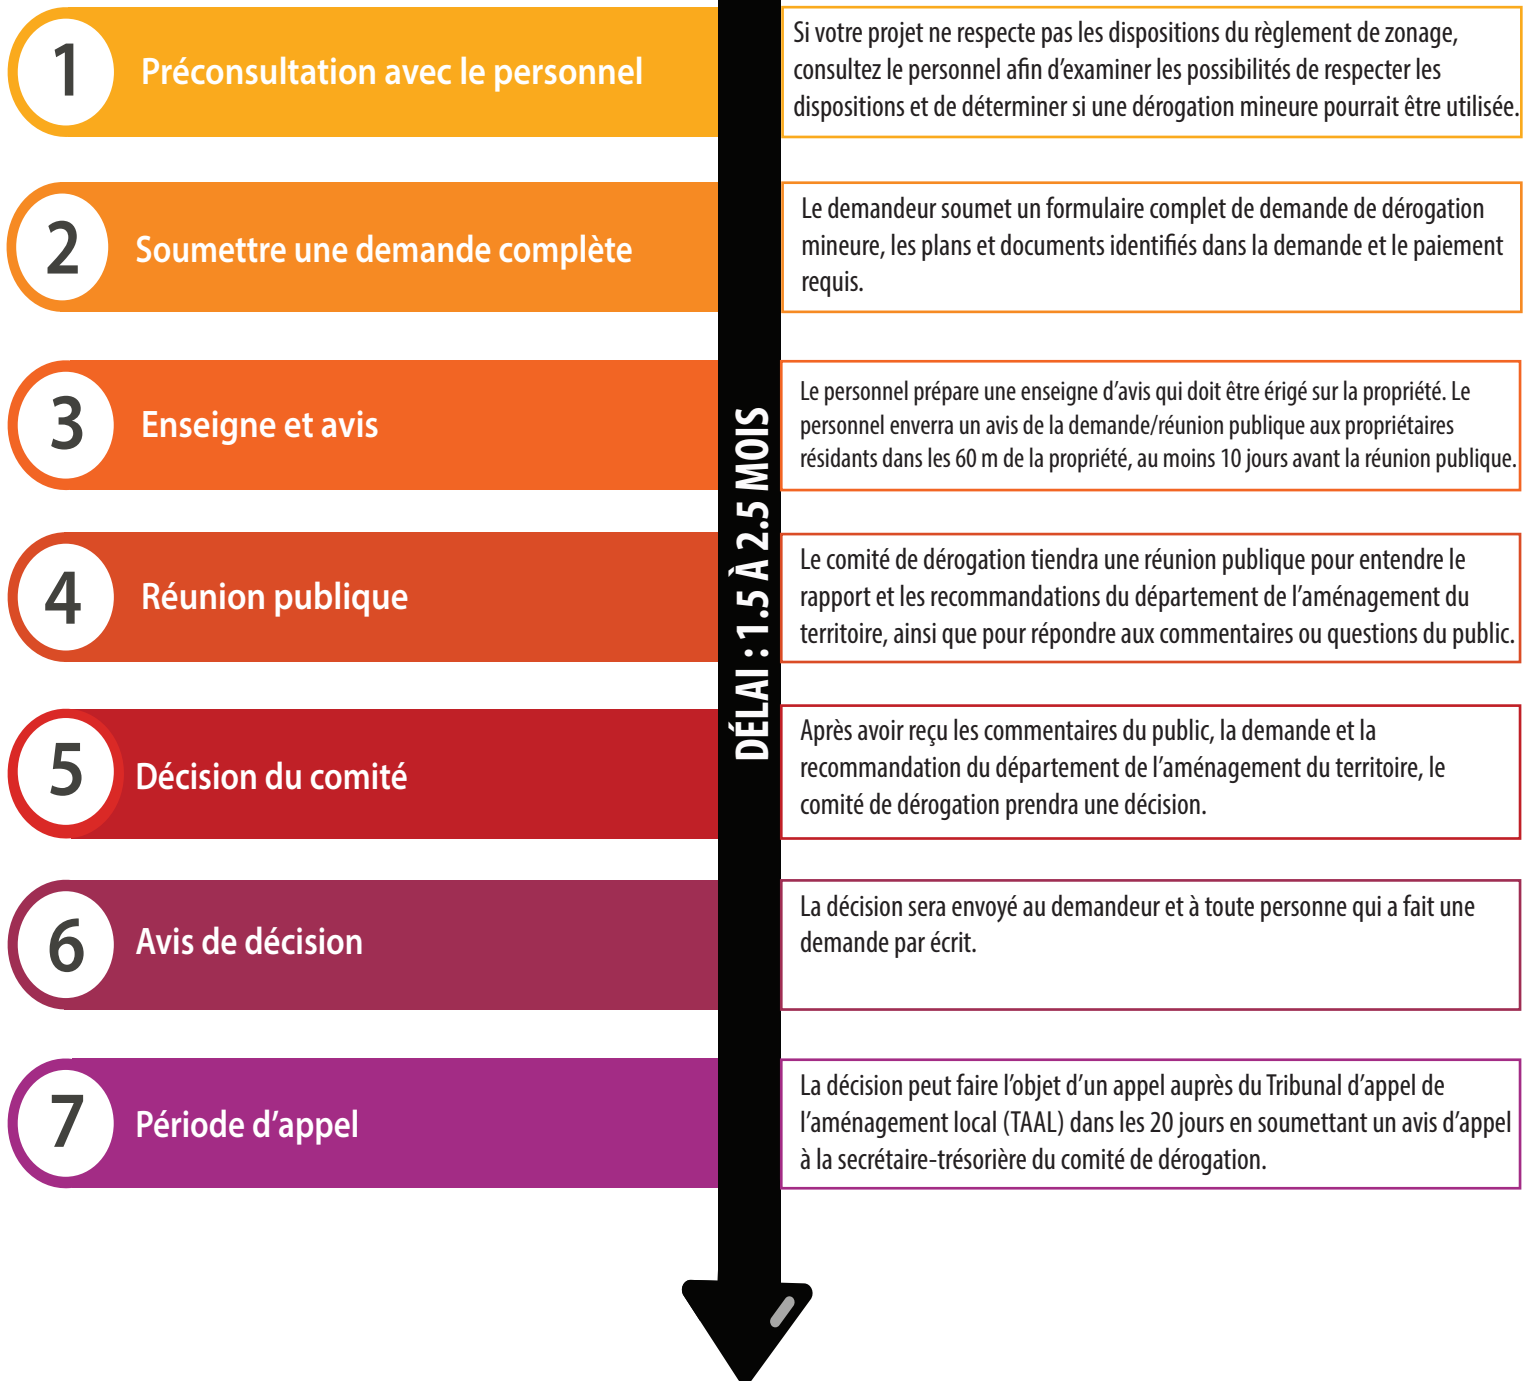 1
Préconsultation avec le personnel
Si votre projet ne respecte pas les dispositions du règlement de zonage,
consultez le personnel afin d'examiner les possibilités de respecter les
dispositions et de déterminer si une dérogation mineure pourrait être utilisée.
2
Soumettre une demande complète
Le demandeur soumet un formulaire complet de demande de dérogation
mineure, les plans et documents identifiés dans la demande et le paiement
requis.
3
Enseigne et avis
Le personnel prépare une enseigne d'avis qui doit être érigé sur la propriété. Le
personnel enverra un avis de la demande/réunion publique aux propriétaires
résidants dans les 60 m de la propriété, au moins 10 jours avant la réunion publique.
DÉLAI : 1.5 À 2.5 MOIS
4
Réunion publique
Le comité de dérogation tiendra une réunion publique pour entendre le
rapport et les recommandations du département de l'aménagement du
territoire, ainsi que pour répondre aux commentaires ou questions du public.
5
Décision du comité
Après avoir reçu les commentaires du public, la demande et la
recommandation du département de l'aménagement du territoire, le
comité de dérogation prendra une décision.
6
Avis de décision
La décision sera envoyé au demandeur et à toute personne qui a fait une
demande par écrit.
7
Période d'appel
La décision peut faire l'objet d'un appel auprès du Tribunal d'appel de
l'aménagement local (TAAL) dans les 20 jours en soumettant un avis d'appel
à la secrétaire-trésorière du comité de dérogation.